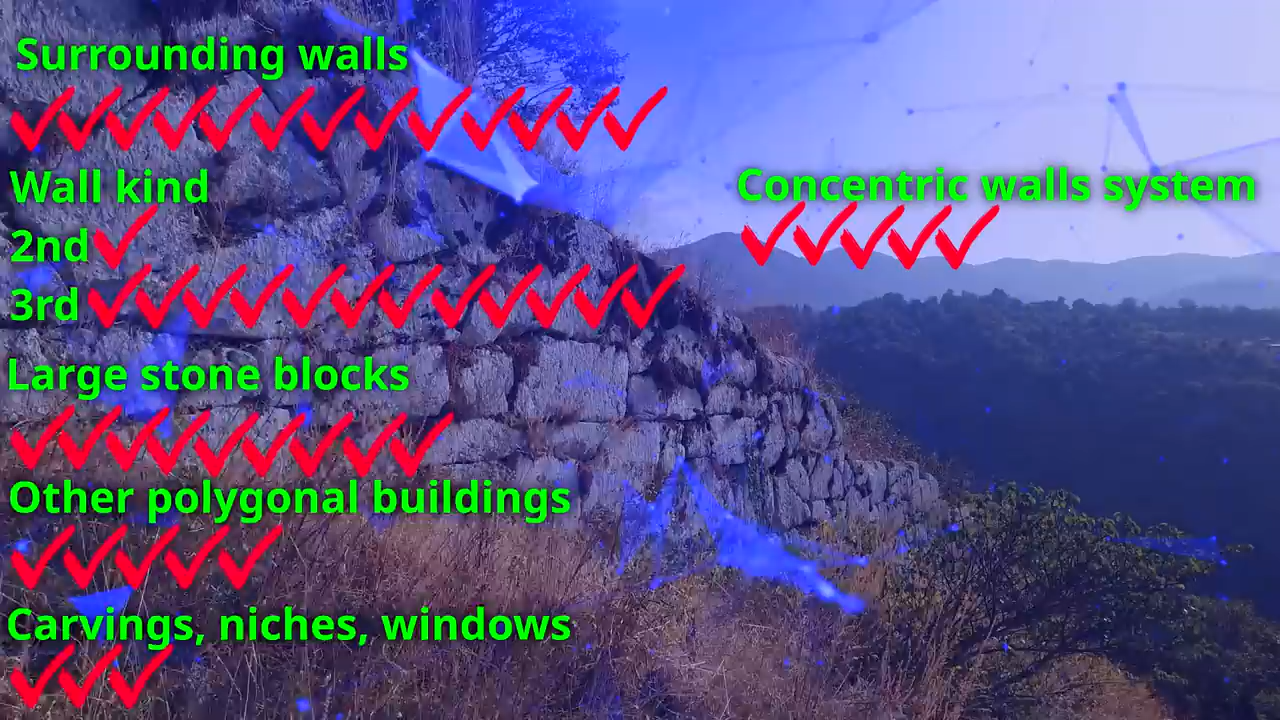 Surrounding walls
Wall kind
Concentric walls system
2nd
3rd
Large stone blocks
Other polygonal buildings
Carvings, niches, windows